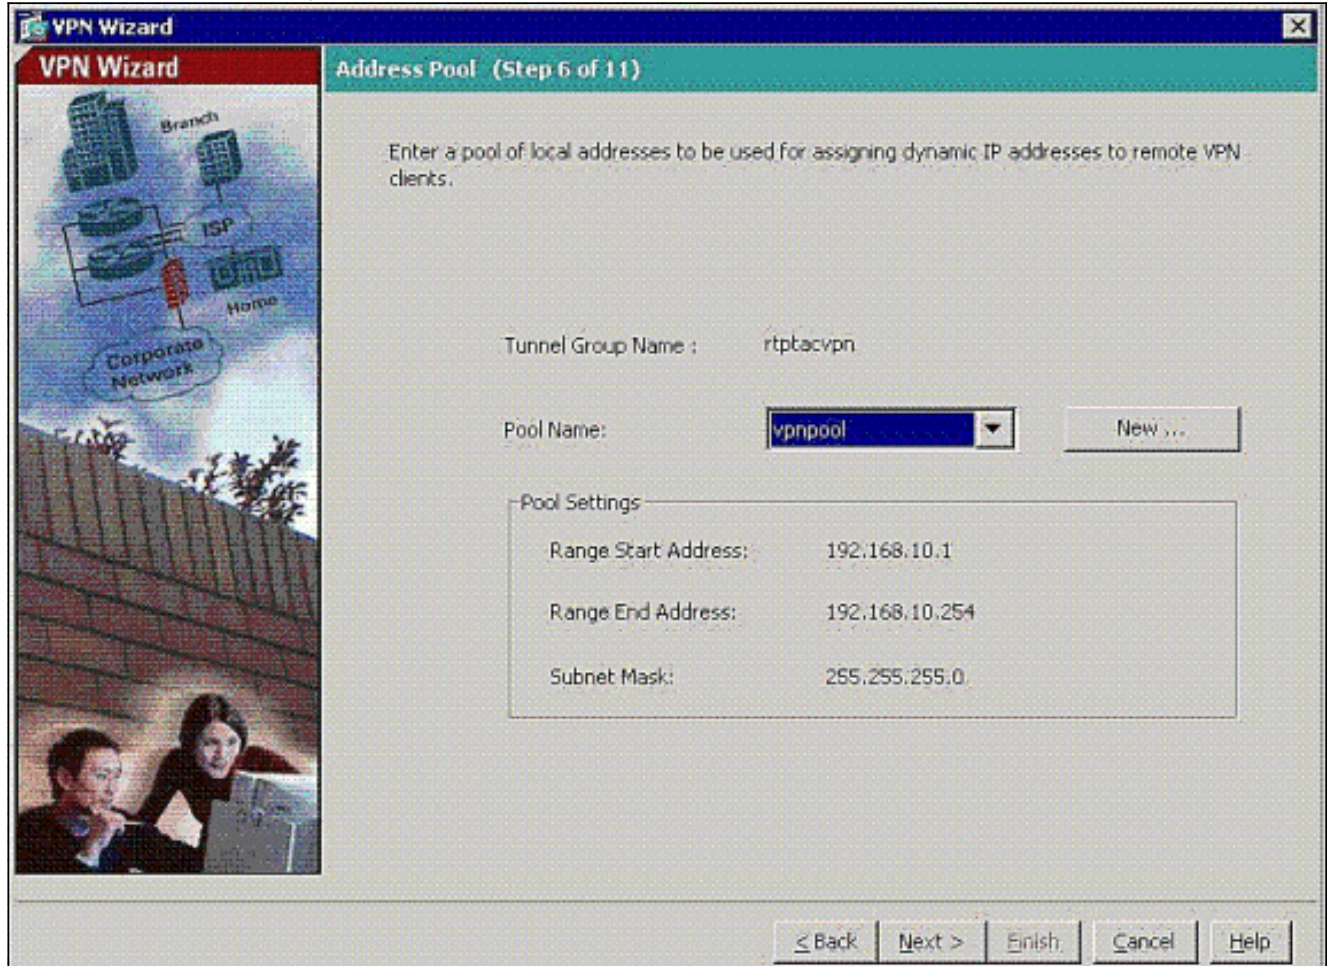 VPN Wizard
VPN Wizard
Address Pool (Step 6 of 11)
Branch
ISP
Home
Corporate
Network
Enter a pool of local addresses to be used for assigning dynamic IP addresses to remote VPN
clients.
Tunnel Group Name : rtptacvpn
Pool Name: vpnpool New ...
Pool Settings
Range Start Address: 192.168.10.1
Range End Address: 192.168.10.254
Subnet Mask: 255.255.255.0
< Back Next > Finish Cancel Help